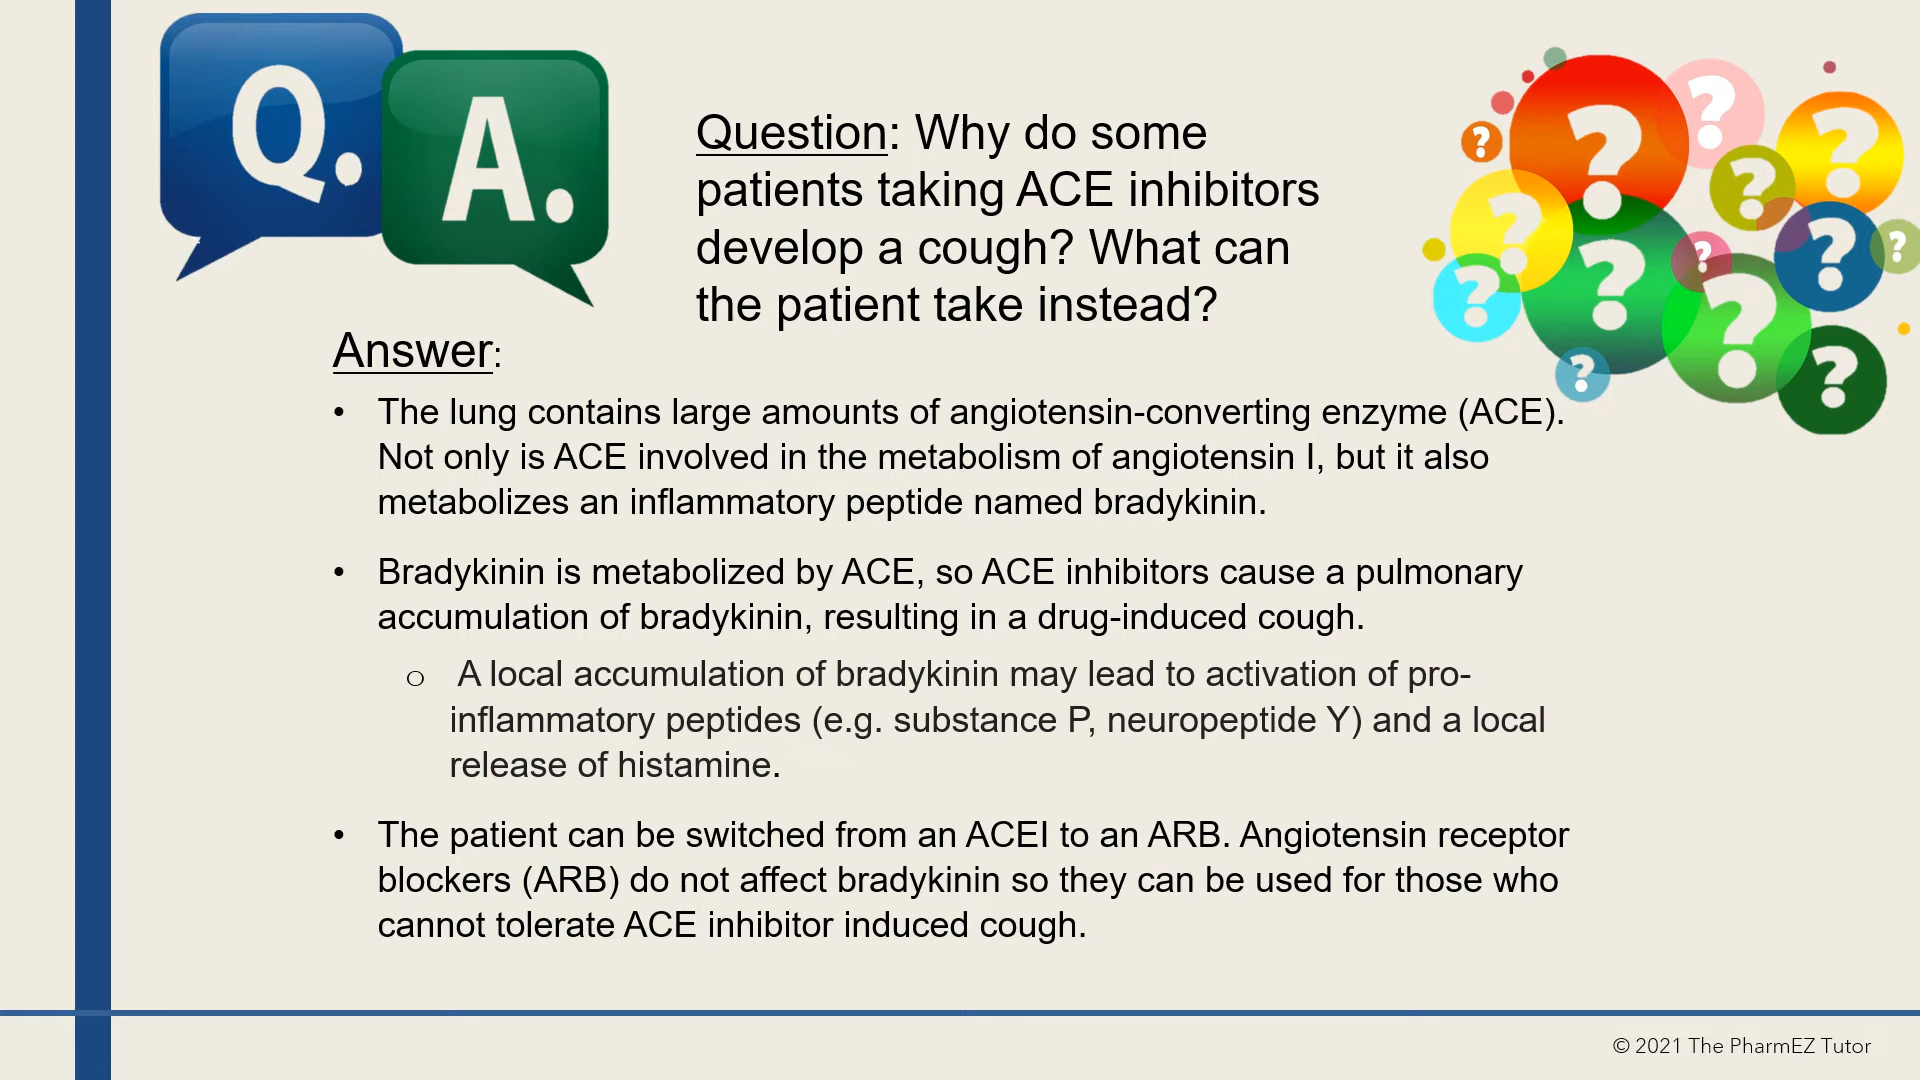 Q.
A.
Question: Why do some
patients taking ACE inhibitors
develop a cough? What can
the patient take instead?
? ? ? ? ? ? ? ? ? ? ? ? ? ?
Answer:
• The lung contains large amounts of angiotensin-converting enzyme (ACE).
Not only is ACE involved in the metabolism of angiotensin I, but it also
metabolizes an inflammatory peptide named bradykinin.
• Bradykinin is metabolized by ACE, so ACE inhibitors cause a pulmonary
accumulation of bradykinin, resulting in a drug-induced cough.
o A local accumulation of bradykinin may lead to activation of pro-
inflammatory peptides (e.g. substance P, neuropeptide Y) and a local
release of histamine.
• The patient can be switched from an ACEI to an ARB. Angiotensin receptor
blockers (ARB) do not affect bradykinin so they can be used for those who
cannot tolerate ACE inhibitor induced cough.
© 2021 The PharmEZ Tutor